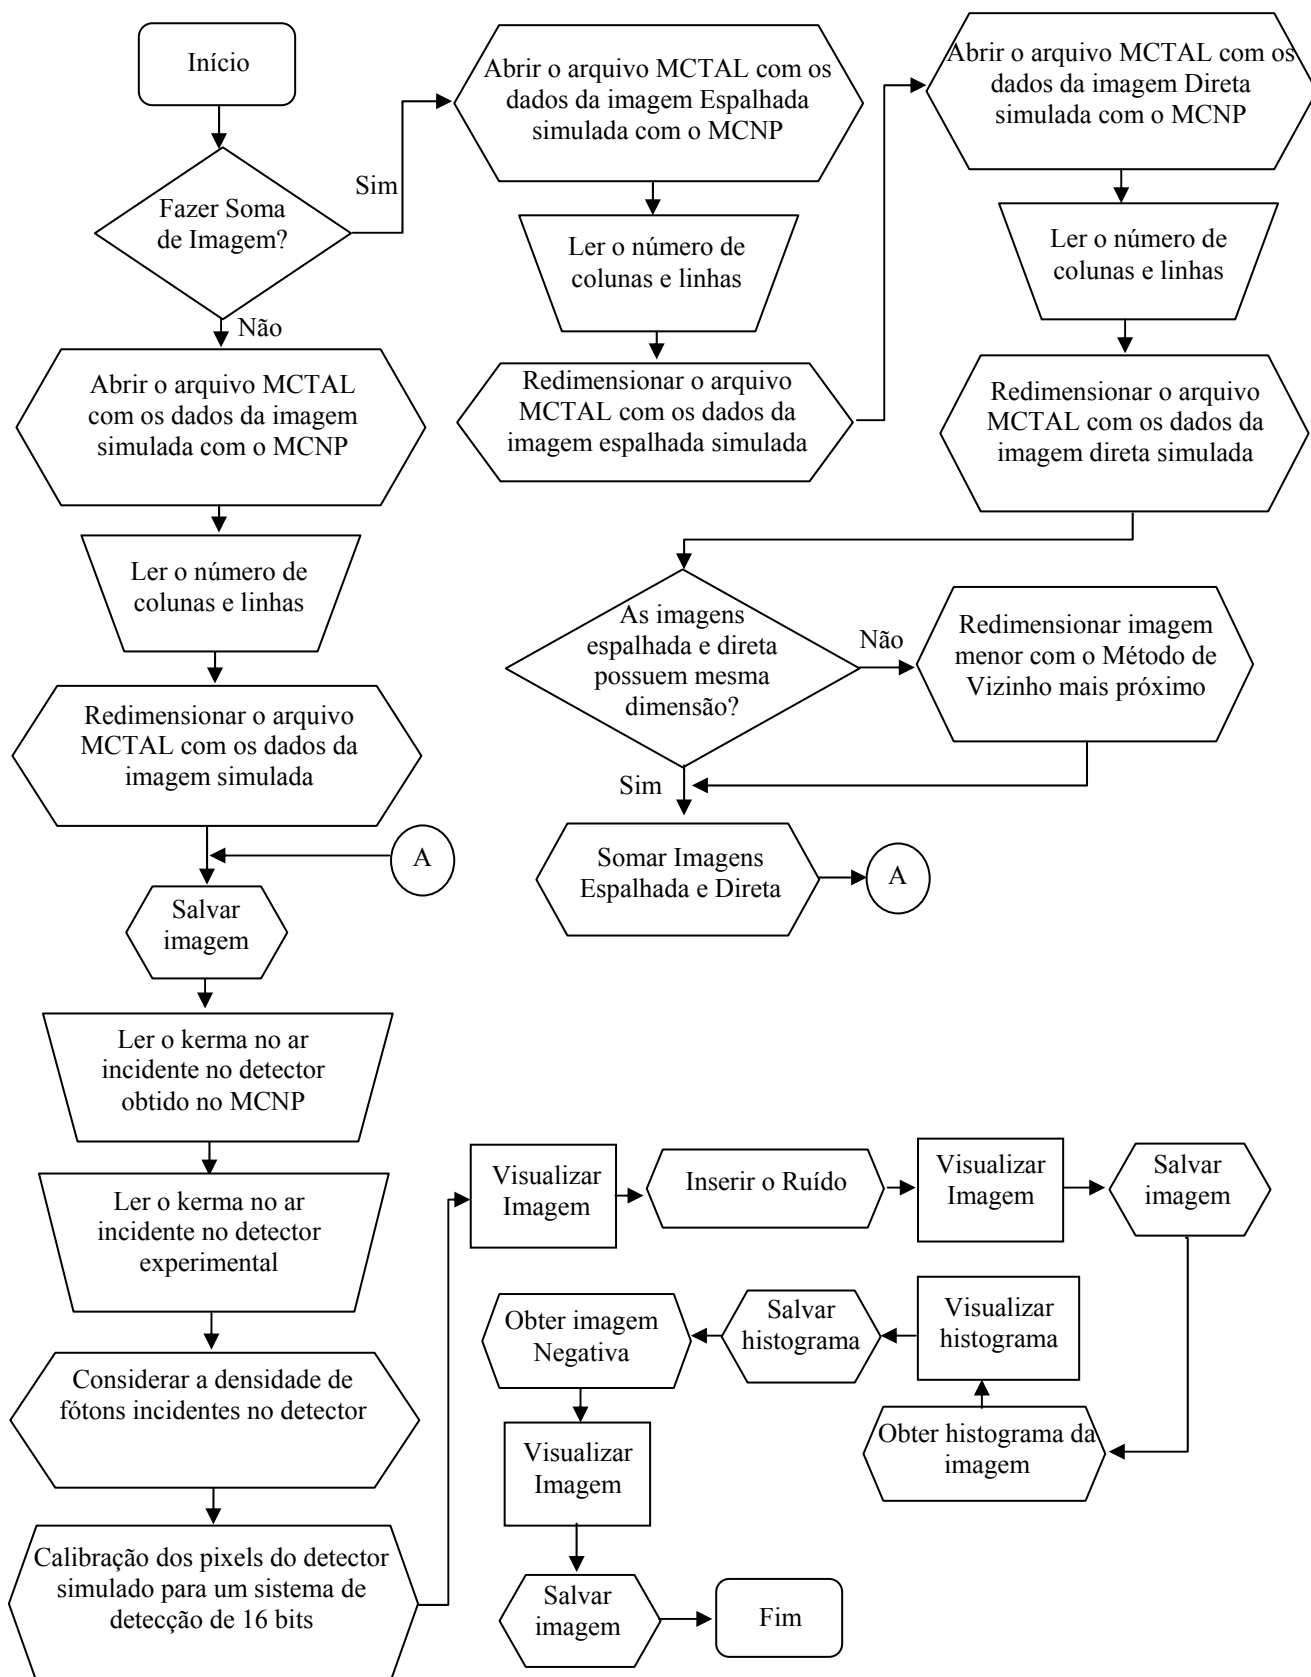 Início
Fazer Soma
de Imagem?
Sim
Não
Abrir o arquivo MCTAL com os
dados da imagem Espalhada
simulada com o MCNP
Ler o número de
colunas e linhas
Redimensionar o arquivo
MCTAL com os dados da
imagem espalhada simulada
Abrir o arquivo MCTAL com os
dados da imagem Direta
simulada com o MCNP
Ler o número de
colunas e linhas
Redimensionar o arquivo
MCTAL com os dados da
imagem direta simulada
As imagens
espalhada e direta
possuem mesma
dimensão?
Não
Redimensionar imagem
menor com o Método de
Vizinho mais próximo
Sim
Somar Imagens
Espalhada e Direta
A
Abrir o arquivo MCTAL
com os dados da imagem
simulada com o MCNP
Ler o número de
colunas e linhas
Redimensionar o arquivo
MCTAL com os dados da
imagem simulada
A
Salvar
imagem
Ler o kerma no ar
incidente no detector
obtido no MCNP
Ler o kerma no ar
incidente no detector
experimental
Considerar a densidade de
fótons incidentes no detector
Calibração dos pixels do detector
simulado para um sistema de
detecção de 16 bits
Visualizar
Imagem
Inserir o Ruído
Visualizar
Imagem
Salvar
imagem
Obter histograma da
imagem
Visualizar
histograma
Salvar
histograma
Obter imagem
Negativa
Visualizar
Imagem
Salvar
imagem
Fim